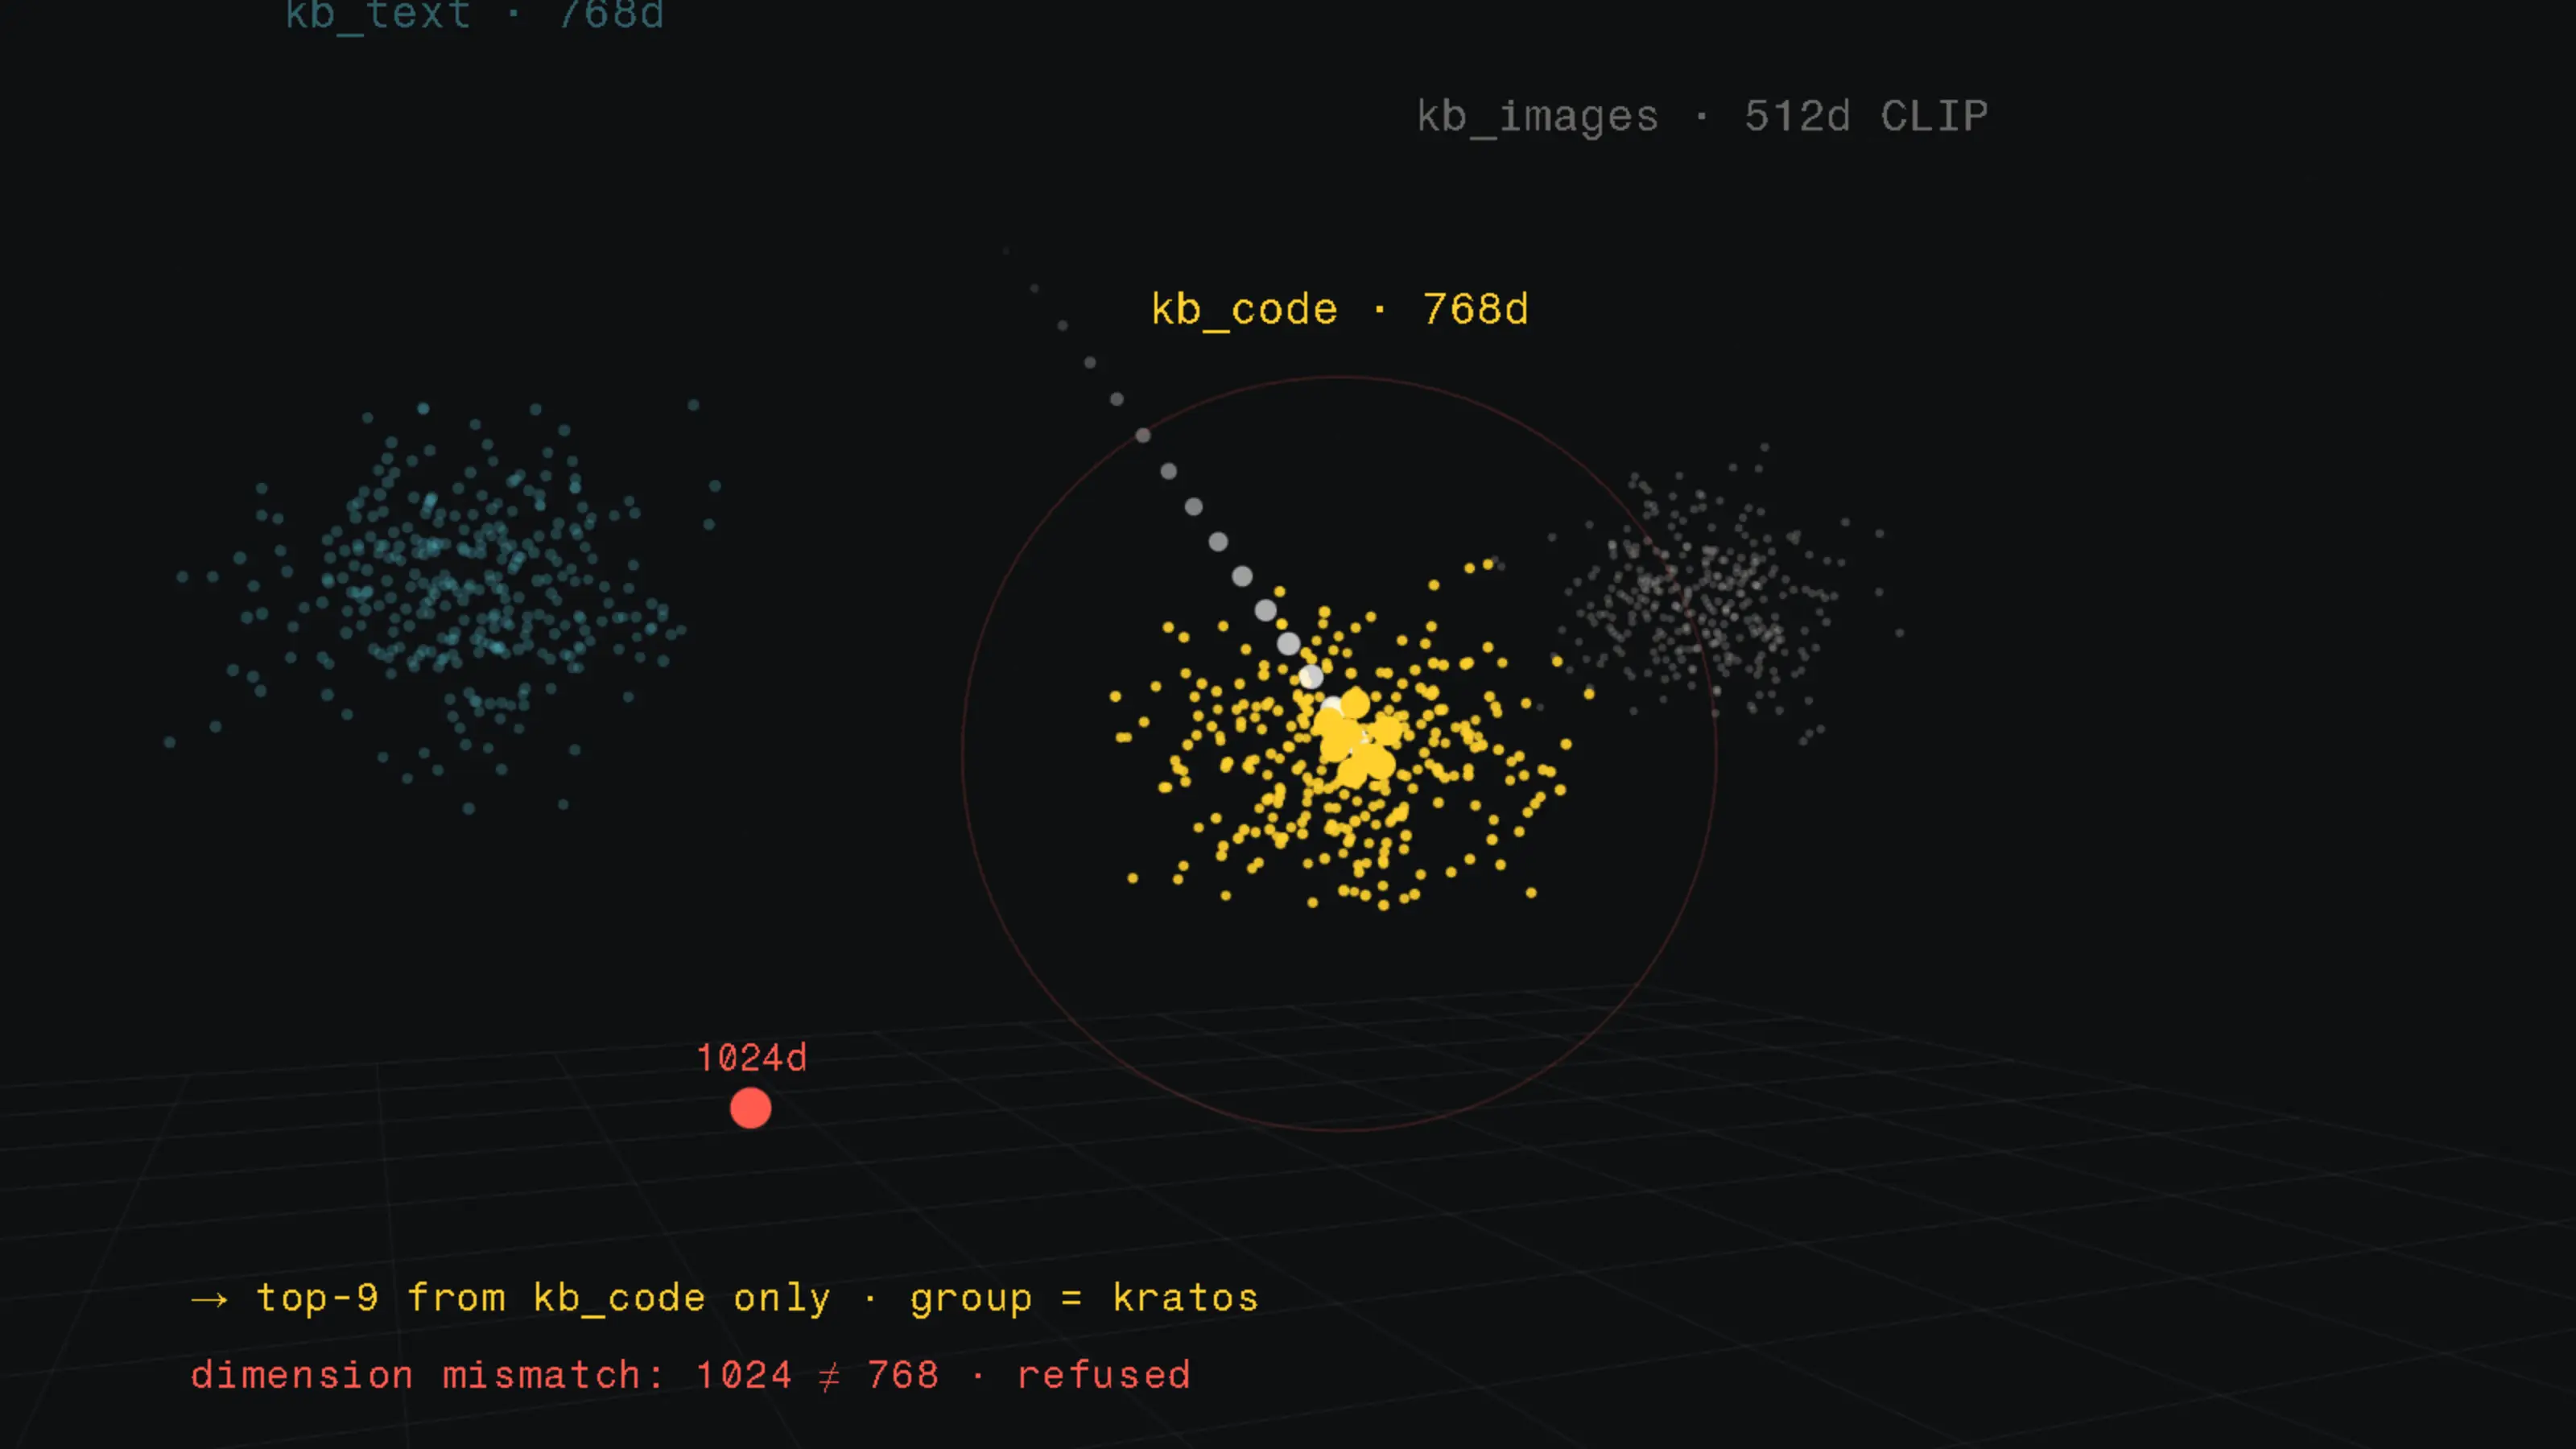 kb_text · 768d
kb_images · 512d CLIP
kb_code · 768d
1024d
→ top-9 from kb_code only · group = kratos
dimension mismatch: 1024 ≠ 768 · refused